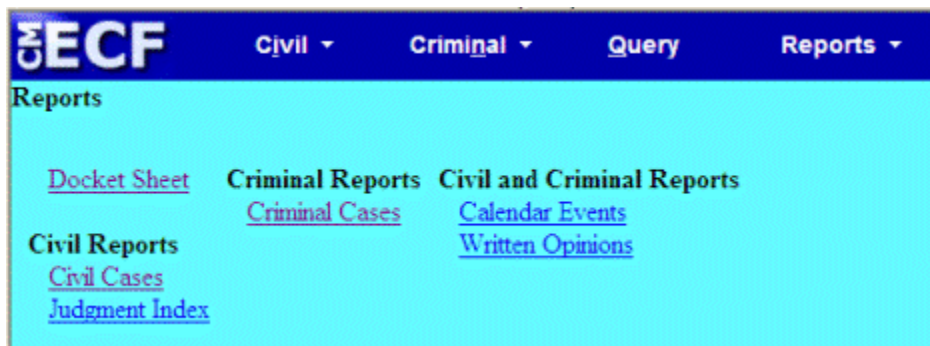 CM ECF Civil Criminal Query Reports
Reports
Docket Sheet Criminal Reports Civil and Criminal Reports
Criminal Cases Calendar Events
Civil Reports Written Opinions
Civil Cases
Judgment Index